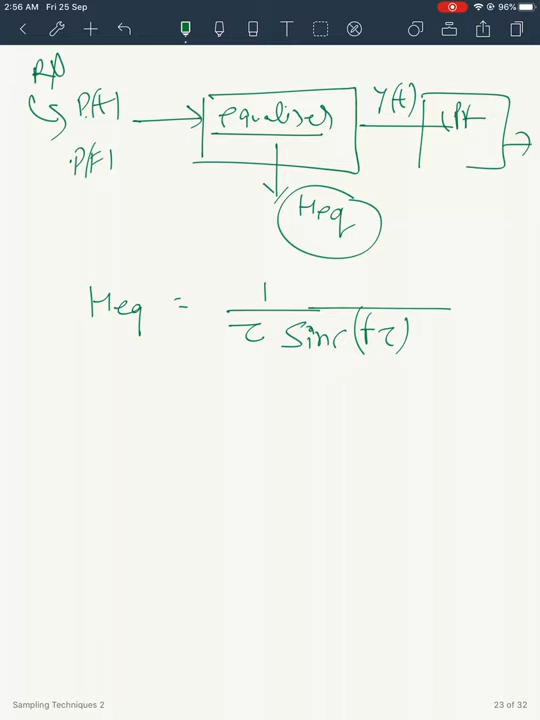 2:56 AM Fri 25 Sep
96%
P(t)
equaliser
y(t)
LPF
P(f)
Heq
Heq = 1
τ sinc(fτ)
Sampling Techniques 2
23 of 32